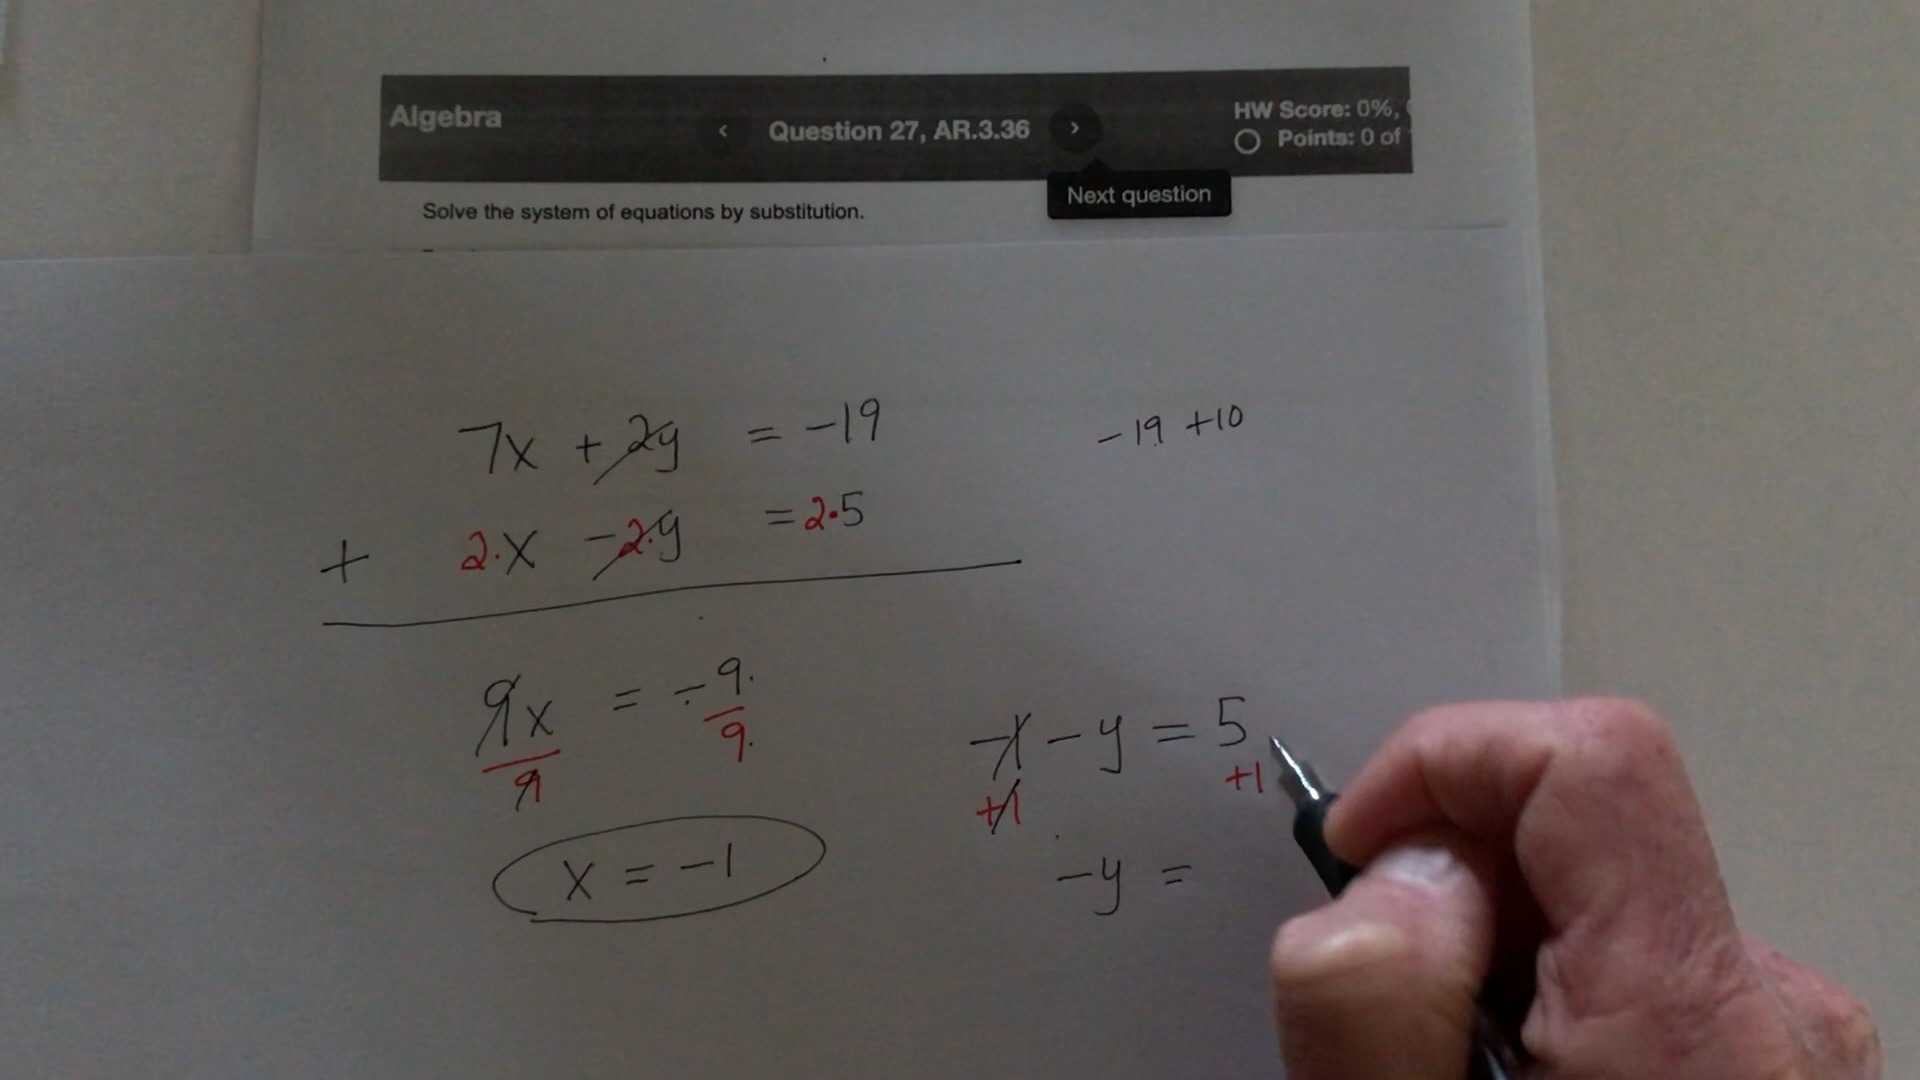 Algebra
‹ Question 27, AR.3.36 ›
HW Score: 0%,
Points: 0 of
Next question
Solve the system of equations by substitution.
7x + 2y = -19
-19 +10
+ 2·x - 2·y = 2·5
9x = -9
9 9
x = -1
-1 - y = 5
+1 +1
-y =